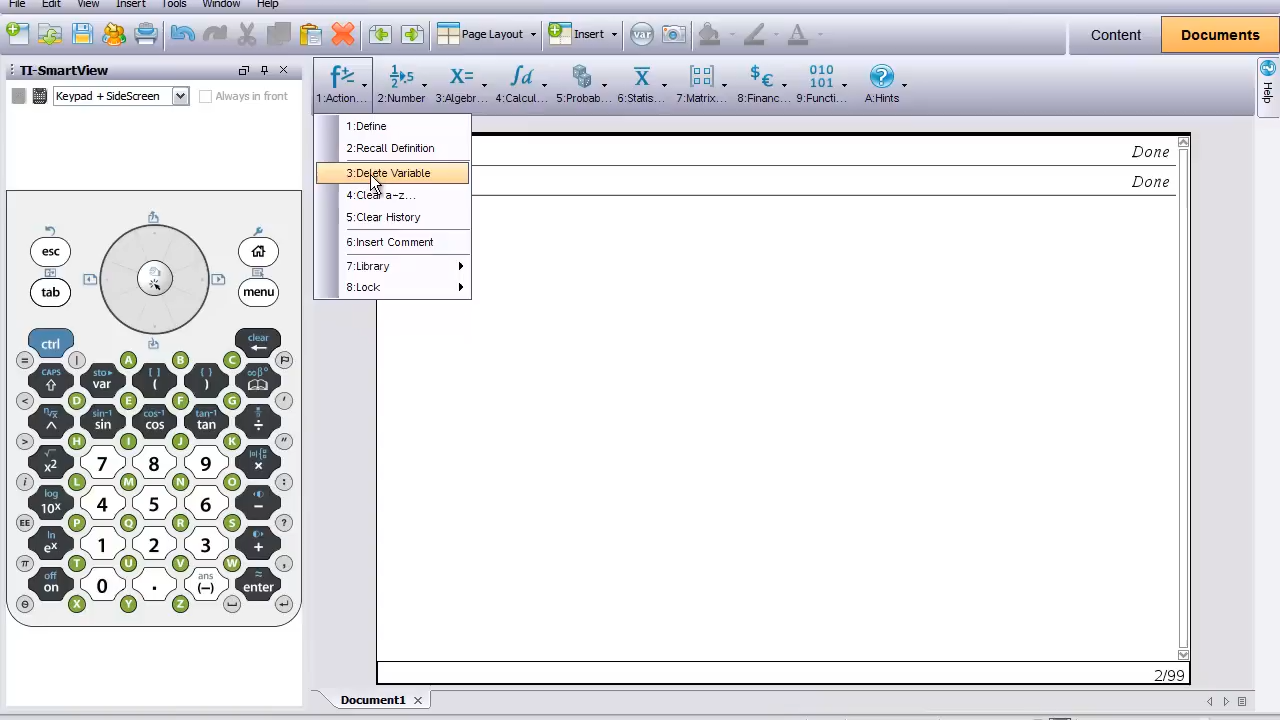 File Edit View Insert Tools Window Help
Page Layout Insert var Content Documents
TI-SmartView
Keypad + SideScreen Always in front
1:Action... 2:Number 3:Algebr... 4:Calcul... 5:Probab... 6:Statis... 7:Matrix... 8:Financ... 9:Functi... A:Hints
Help
1:Define
2:Recall Definition
3:Delete Variable
4:Clear a-z...
5:Clear History
6:Insert Comment
7:Library
8:Lock
Done
Done
esc
tab menu
ctrl clear
= | A B C
CAPS sto► var [ ] ( { } ) ∞β°
< D E F G ′
n√x ^ sin-1 sin cos-1 cos tan-1 tan ÷
> H I J K "
√ x2 7 8 9 ×
i L M N O :
log 10x 4 5 6 −
EE P Q R S ?
ln ex 1 2 3 +
π T U V W ,
off on 0 . ans (−) ≈ enter
θ X Y Z
2/99
Document1